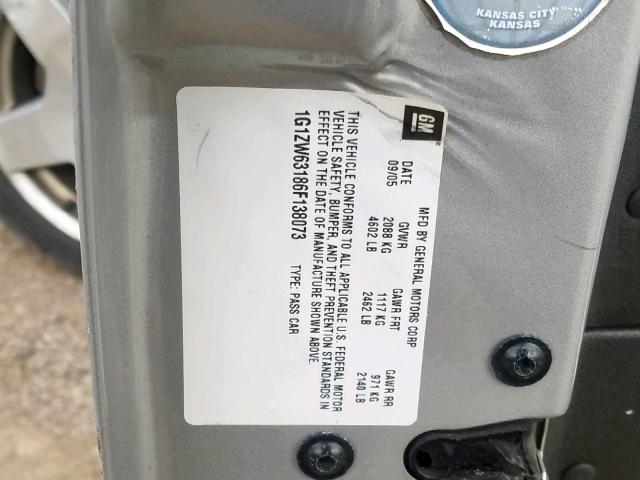 KANSAS CITY
KANSAS
GM
MFD BY GENERAL MOTORS CORP
DATE GVWR GAWR FRT GAWR RR
09/05 2088 KG 1117 KG 971 KG
4602 LB 2462 LB 2140 LB
THIS VEHICLE CONFORMS TO ALL APPLICABLE U.S. FEDERAL MOTOR
VEHICLE SAFETY, BUMPER, AND THEFT PREVENTION STANDARDS IN
EFFECT ON THE DATE OF MANUFACTURE SHOWN ABOVE.
1G1ZW63186F138073 TYPE: PASS CAR